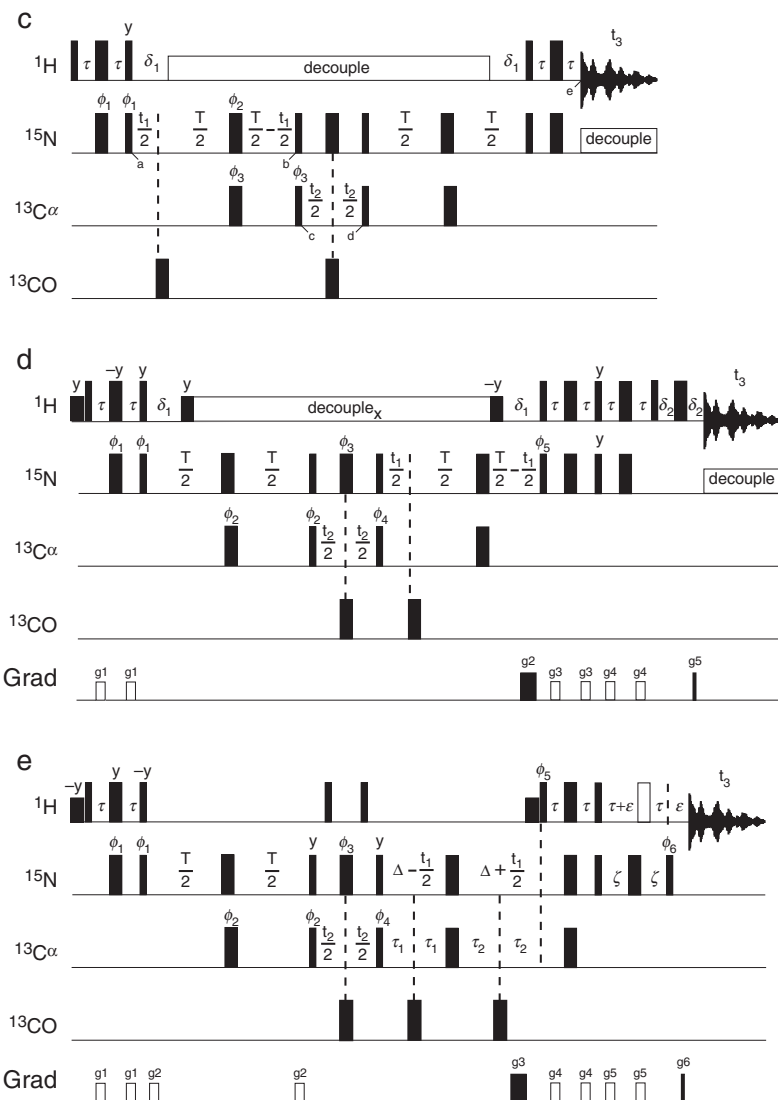 c
y
t₃
¹H τ τ δ₁ decouple δ₁ τ τ
e
ϕ₁ ϕ₁ ϕ₂
¹⁵N t₁/2 T/2 T/2 – t₁/2 T/2 T/2 decouple
a b
ϕ₃ ϕ₃
¹³Cα t₂/2 t₂/2
c d
¹³CO
d
y –y y y –y y t₃
¹H τ τ δ₁ decoupleₓ δ₁ τ τ τ τ δ₂ δ₂
ϕ₁ ϕ₁ ϕ₃ ϕ₅ y
¹⁵N T/2 T/2 t₁/2 T/2 T/2 – t₁/2 decouple
ϕ₂ ϕ₂ ϕ₄
¹³Cα t₂/2 t₂/2
¹³CO
Grad g1 g1 g2 g3 g3 g4 g4 g5
e
–y y –y ϕ₅ t₃
¹H τ τ τ τ τ+ε τ ε
ϕ₁ ϕ₁ y ϕ₃ y ϕ₆
¹⁵N T/2 T/2 Δ – t₁/2 Δ + t₁/2 ζ ζ
ϕ₂ ϕ₂ ϕ₄
¹³Cα t₂/2 t₂/2 τ₁ τ₁ τ₂ τ₂
¹³CO
Grad g1 g1 g2 g2 g3 g4 g4 g5 g5 g6